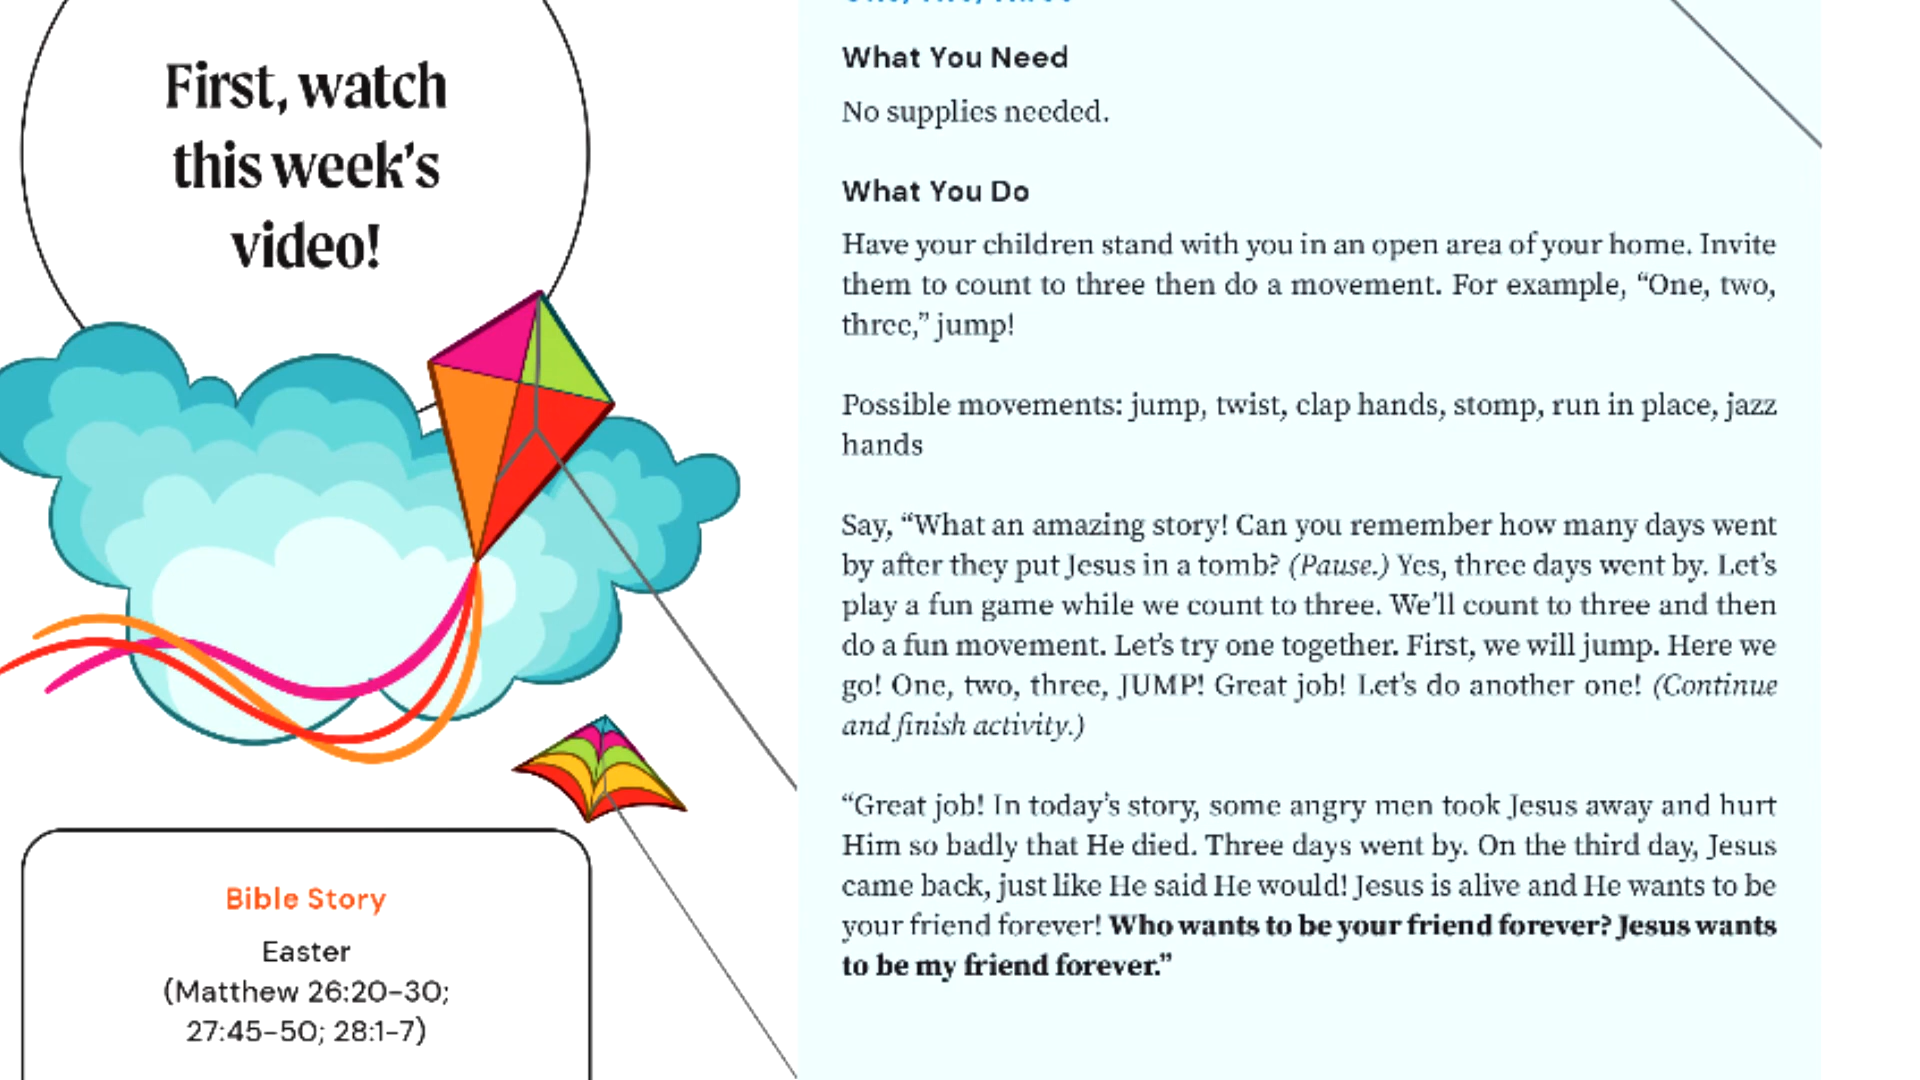 First, watch
this week's
video!
Bible Story
Easter
(Matthew 26:20–30;
27:45–50; 28:1–7)
What You Need
No supplies needed.
What You Do
Have your children stand with you in an open area of your home. Invite
them to count to three then do a movement. For example, “One, two,
three,” jump!
Possible movements: jump, twist, clap hands, stomp, run in place, jazz
hands
Say, “What an amazing story! Can you remember how many days went
by after they put Jesus in a tomb? (Pause.) Yes, three days went by. Let’s
play a fun game while we count to three. We’ll count to three and then
do a fun movement. Let’s try one together. First, we will jump. Here we
go! One, two, three, JUMP! Great job! Let’s do another one! (Continue
and finish activity.)
“Great job! In today’s story, some angry men took Jesus away and hurt
Him so badly that He died. Three days went by. On the third day, Jesus
came back, just like He said He would! Jesus is alive and He wants to be
your friend forever! Who wants to be your friend forever? Jesus wants
to be my friend forever.”